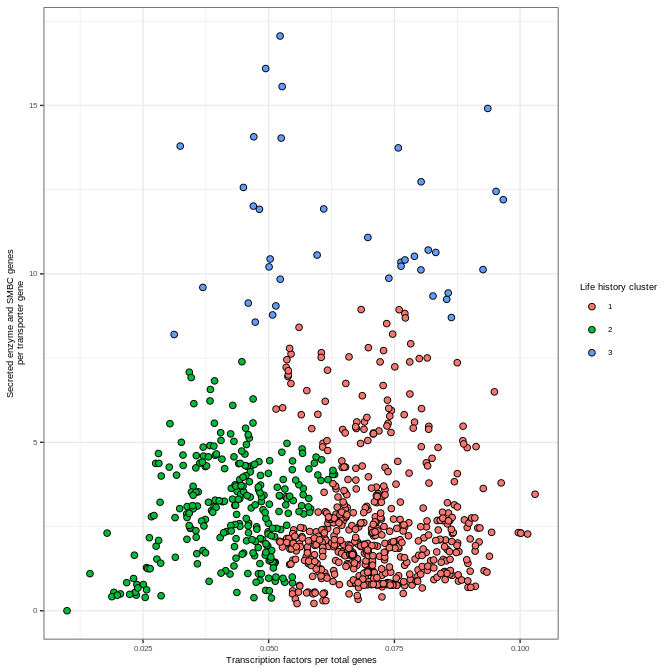 Secreted enzyme and SMBC genes
per transporter gene
15
10
5
0
0.025
0.050
0.075
0.100
Transcription factors per total genes
Life history cluster
1
2
3